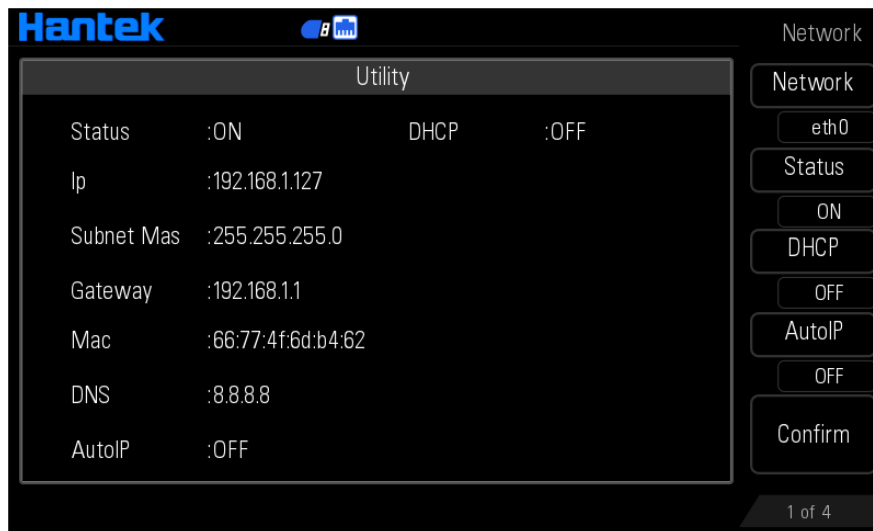 Hantek B Network
Utility
Status :ON DHCP :OFF
Ip :192.168.1.127
Subnet Mas :255.255.255.0
Gateway :192.168.1.1
Mac :66:77:4f:6d:b4:62
DNS :8.8.8.8
AutoIP :OFF
Network
eth0
Status
ON
DHCP
OFF
AutoIP
OFF
Confirm
1 of 4